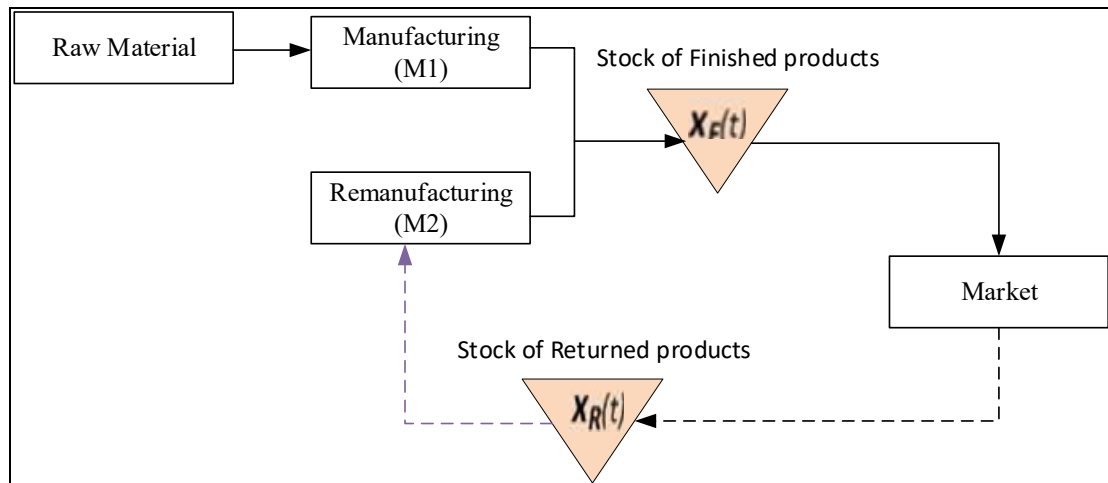 Raw Material
Manufacturing
(M1)
Stock of Finished products
X_F(t)
Remanufacturing
(M2)
Market
Stock of Returned products
X_R(t)